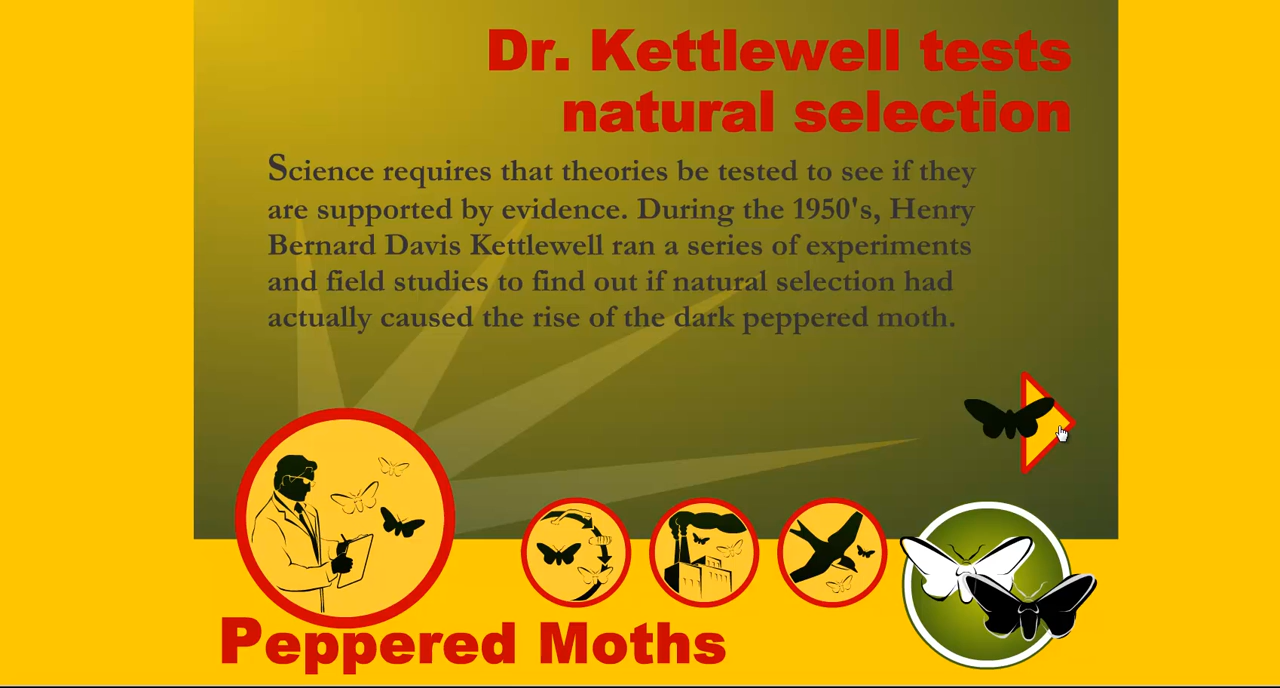 Dr. Kettlewell tests
natural selection
Science requires that theories be tested to see if they
are supported by evidence. During the 1950's, Henry
Bernard Davis Kettlewell ran a series of experiments
and field studies to find out if natural selection had
actually caused the rise of the dark peppered moth.
Peppered Moths